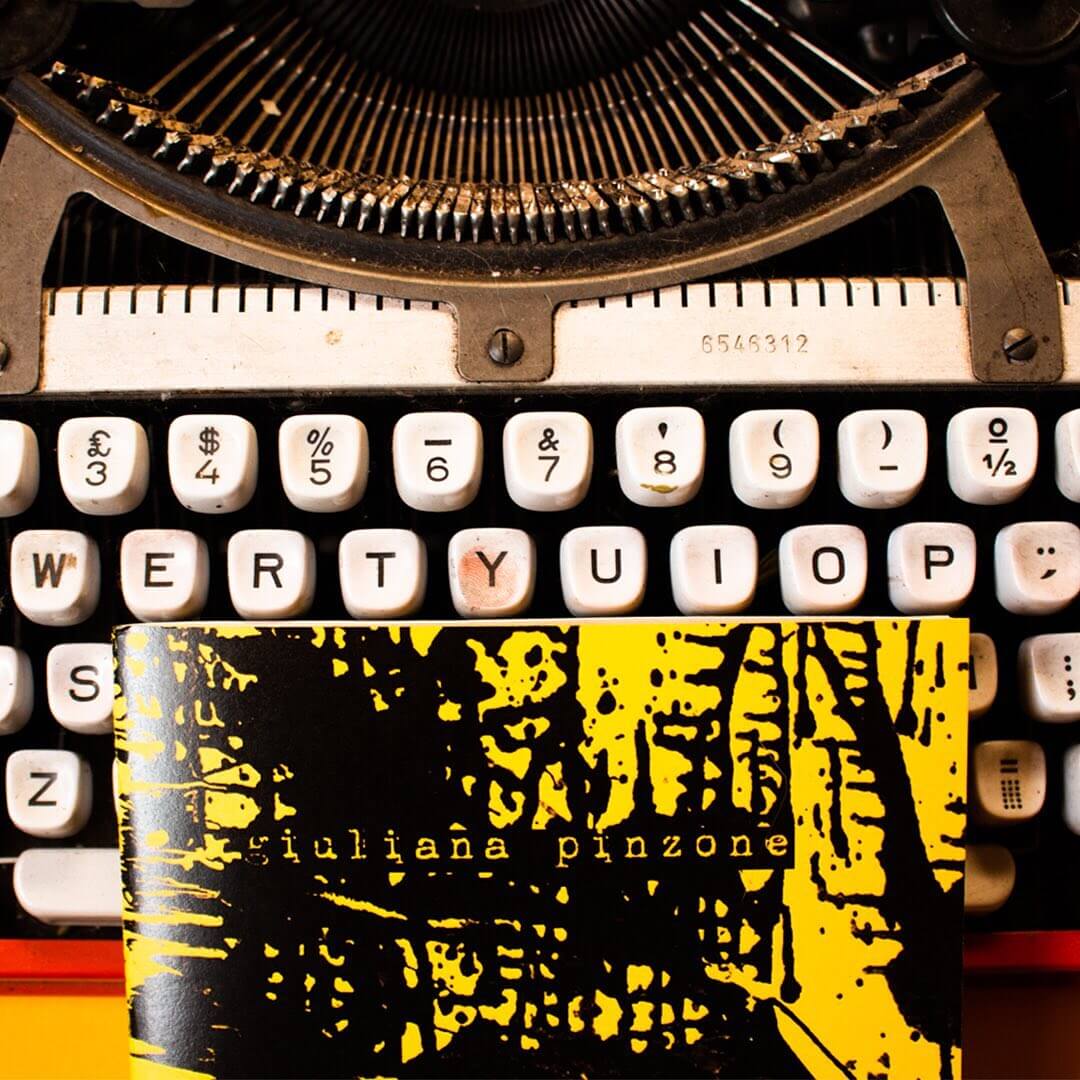 6546312
£ $ % _ & ' ( ) º
3 4 5 6 7 8 9 - ½
W E R T Y U I O P ¨
, 
S :
;
Z =
giuliana pinzone